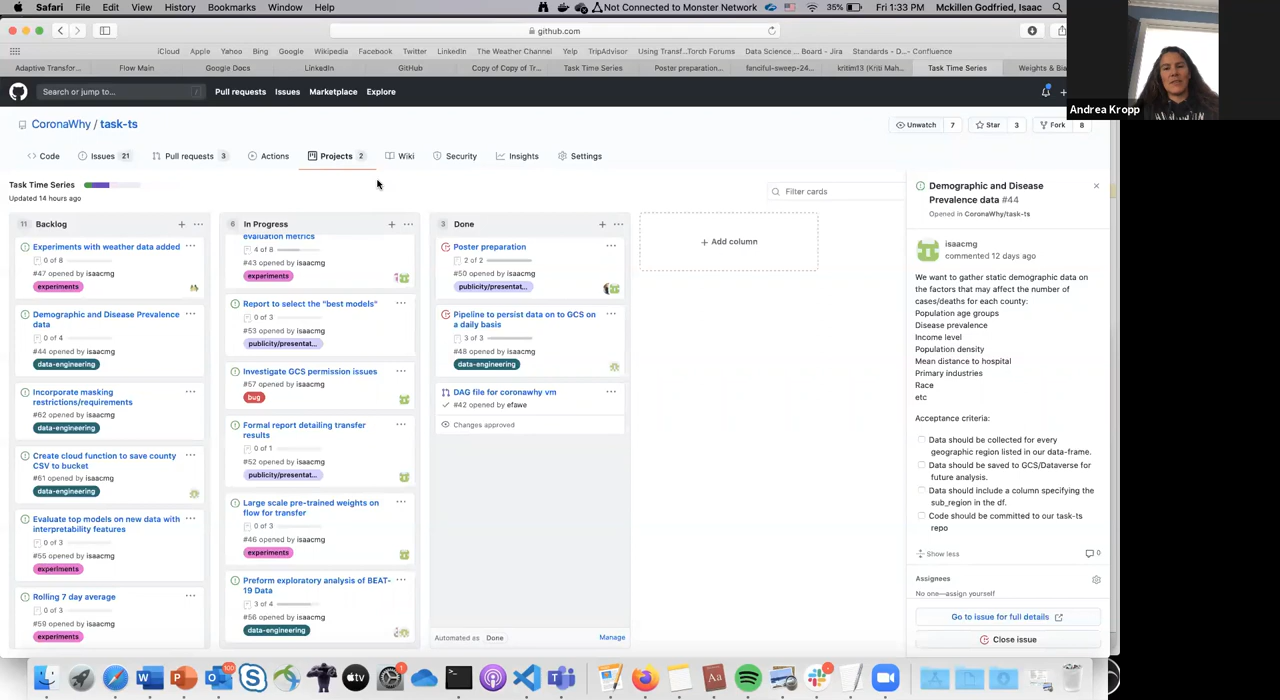 Safari File Edit View History Bookmarks Window Help Not Connected to Monster Network 35% Fri 1:33 PM Mckillen Godfried, Isaac
github.com
iCloud Apple Yahoo Bing Google Wikipedia Facebook Twitter LinkedIn The Weather Channel Yelp TripAdvisor Using Transf...Torch Forums Data Science ... Board - Jira Standards - D...- Confluence
Adaptive Transfor... Flow Main Google Docs LinkedIn GitHub Copy of Copy of Tr... Task Time Series Poster preparation... fanciful-sweep-24... kritim13 (Kriti Mah... Task Time Series Weights & Bia
Andrea Kropp
Search or jump to... / Pull requests Issues Marketplace Explore
CoronaWhy / task-ts
Unwatch 7 Star 3 Fork 8
Code Issues 21 Pull requests 3 Actions Projects 2 Wiki Security Insights Settings
Task Time Series
Updated 14 hours ago
Filter cards
11 Backlog
Experiments with weather data added
0 of 8
#47 opened by isaacmg
experiments
Demographic and Disease Prevalence
data
0 of 4
#44 opened by isaacmg
data-engineering
Incorporate masking
restrictions/requirements
#62 opened by isaacmg
data-engineering
Create cloud function to save county
CSV to bucket
#61 opened by isaacmg
data-engineering
Evaluate top models on new data with
interpretability features
0 of 3
#55 opened by isaacmg
experiments
Rolling 7 day average
0 of 3
#59 opened by isaacmg
experiments
6 In Progress
evaluation metrics
4 of 8
#43 opened by isaacmg
experiments
Report to select the "best models"
0 of 3
#53 opened by isaacmg
publicity/presentat...
Investigate GCS permission issues
#57 opened by isaacmg
bug
Formal report detailing transfer
results
0 of 1
#52 opened by isaacmg
publicity/presentat...
Large scale pre-trained weights on
flow for transfer
0 of 3
#46 opened by isaacmg
experiments
Preform exploratory analysis of BEAT-
19 Data
3 of 4
#56 opened by isaacmg
data-engineering
3 Done
Poster preparation
2 of 2
#50 opened by isaacmg
publicity/presentat...
Pipeline to persist data on to GCS on
a daily basis
3 of 3
#48 opened by isaacmg
data-engineering
DAG file for coronawhy vm
#42 opened by efawe
Changes approved
Automated as Done Manage
+ Add column
Demographic and Disease
Prevalence data #44
Opened in CoronaWhy/task-ts
isaacmg
commented 12 days ago
We want to gather static demographic data on
the factors that may affect the number of
cases/deaths for each county:
Population age groups
Disease prevalence
Income level
Population density
Mean distance to hospital
Primary industries
Race
etc
Acceptance criteria:
Data should be collected for every
geographic region listed in our data-frame.
Data should be saved to GCS/Dataverse for
future analysis.
Data should include a column specifying the
sub_region in the df.
Code should be committed to our task-ts
repo
Show less 0
Assignees
No one—assign yourself
Go to issue for full details
Close issue